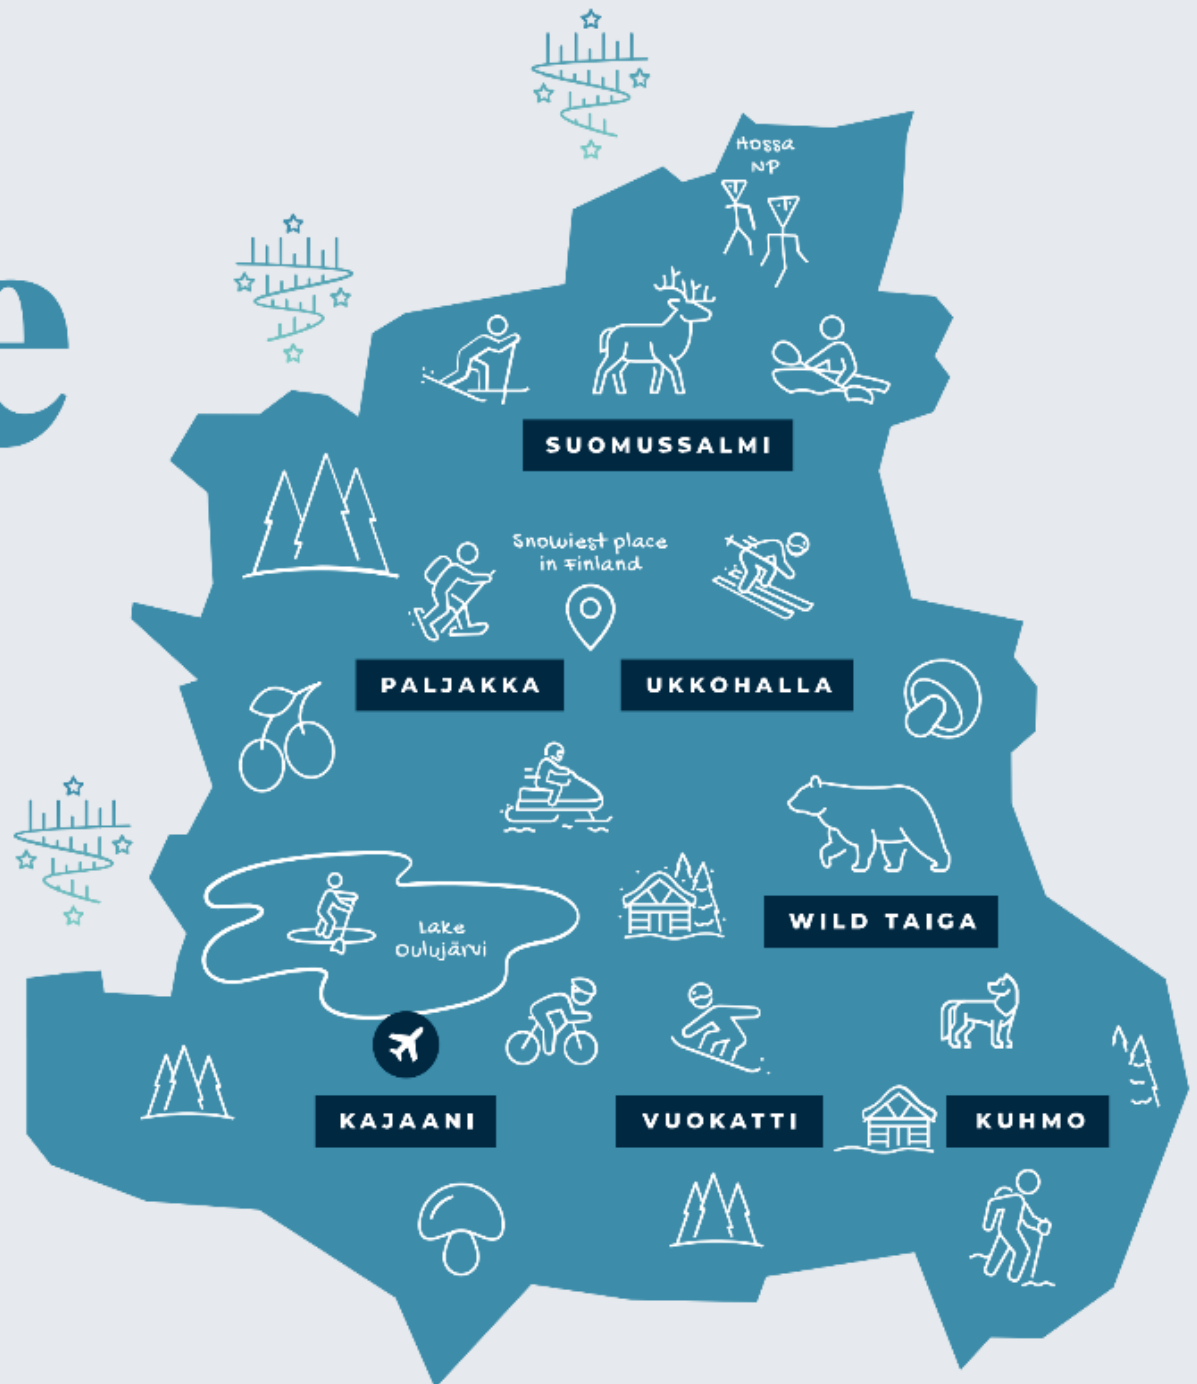 e
Hossa
NP
SUOMUSSALMI
Snowiest place
in Finland
PALJAKKA
UKKOHALLA
WILD TAIGA
Lake
Oulujärvi
KAJAANI
VUOKATTI
KUHMO